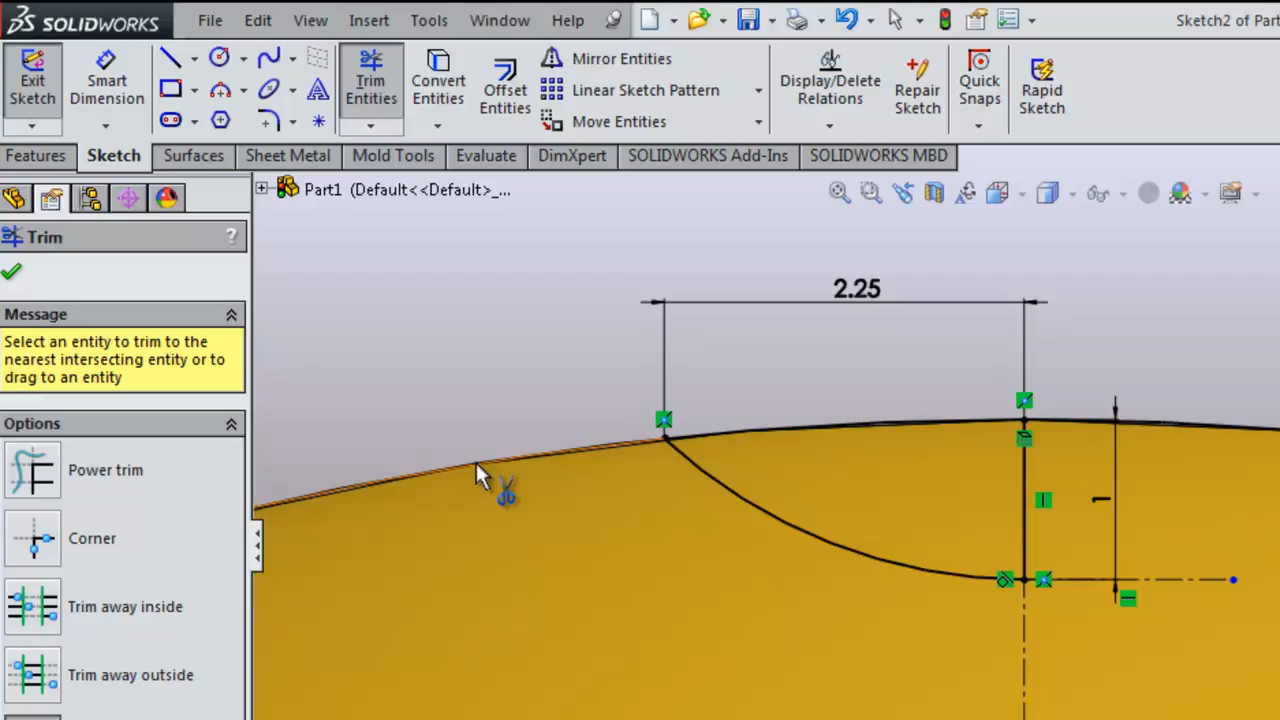 SOLIDWORKS
File Edit View Insert Tools Window Help
Sketch2 of Part
Exit Sketch
Smart Dimension
Trim Entities
Convert Entities
Offset Entities
Mirror Entities
Linear Sketch Pattern
Move Entities
Display/Delete Relations
Repair Sketch
Quick Snaps
Rapid Sketch
Features Sketch Surfaces Sheet Metal Mold Tools Evaluate DimXpert SOLIDWORKS Add-Ins SOLIDWORKS MBD
Part1 (Default<<Default>_...
Trim ?
Message
Select an entity to trim to the
nearest intersecting entity or to
drag to an entity
Options
Power trim
Corner
Trim away inside
Trim away outside
2.25
1